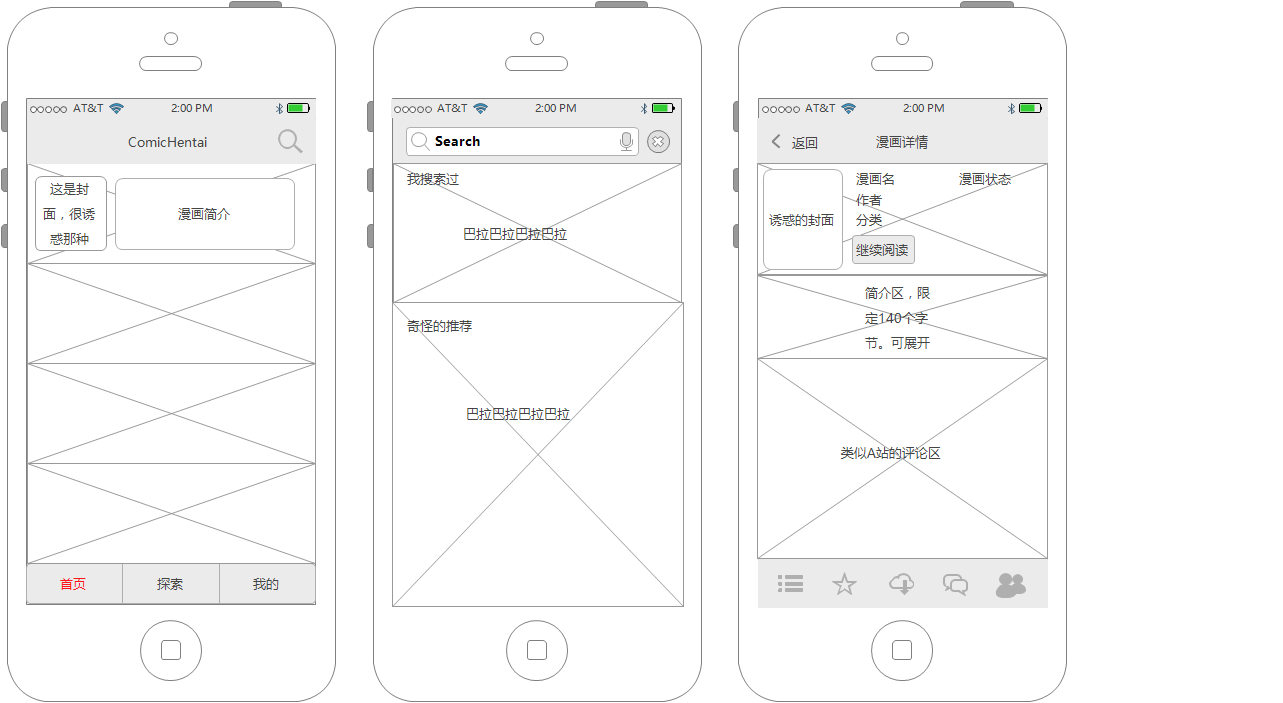 AT&T 2:00 PM
ComicHentai
这是封
面，很诱
惑那种
漫画简介
首页 探索 我的
AT&T 2:00 PM
Search
我搜索过
巴拉巴拉巴拉巴拉
奇怪的推荐
巴拉巴拉巴拉巴拉
AT&T 2:00 PM
返回 漫画详情
诱惑的封面
漫画名 漫画状态
作者
分类
继续阅读
简介区，限
定140个字
节。可展开
类似A站的评论区